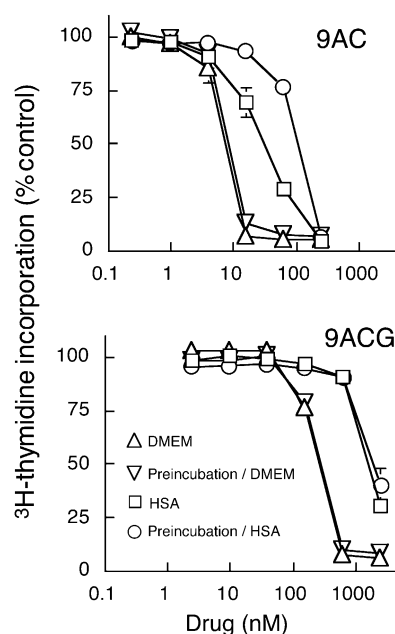 ³H-thymidine incorporation (% control)
9AC
100
75
50
25
0
0.1 1 10 100 1000
9ACG
100
75
50
25
0
DMEM
Preincubation / DMEM
HSA
Preincubation / HSA
0.1 1 10 100 1000
Drug (nM)